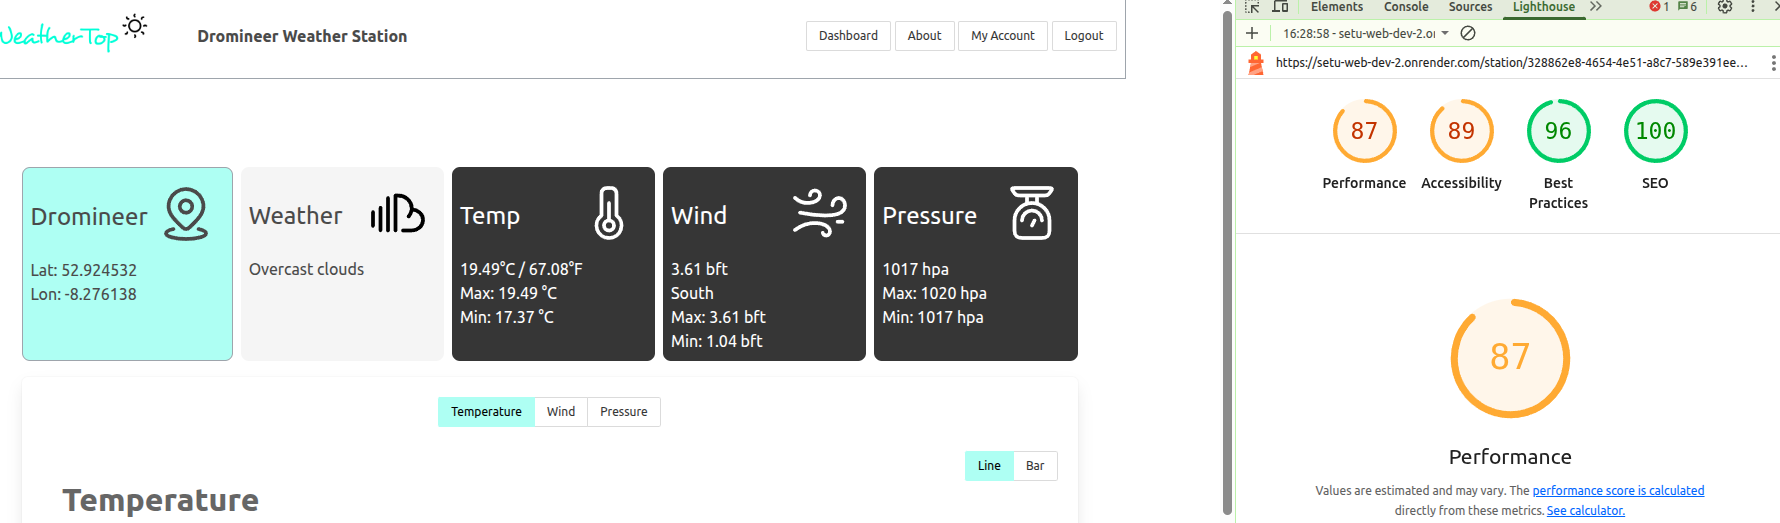 WeatherTop
Dromineer Weather Station
Dashboard
About
My Account
Logout
Dromineer
Lat: 52.924532
Lon: -8.276138
Weather
Overcast clouds
Temp
19.49°C / 67.08°F
Max: 19.49 °C
Min: 17.37 °C
Wind
3.61 bft
South
Max: 3.61 bft
Min: 1.04 bft
Pressure
1017 hpa
Max: 1020 hpa
Min: 1017 hpa
Temperature
Wind
Pressure
Line
Bar
Temperature
Elements
Console
Sources
Lighthouse
1
6
16:28:58 - setu-web-dev-2.or
https://setu-web-dev-2.onrender.com/station/328862e8-4654-4e51-a8c7-589e391ee...
87
89
96
100
Performance
Accessibility
Best
Practices
SEO
87
Performance
Values are estimated and may vary. The performance score is calculated
directly from these metrics. See calculator.